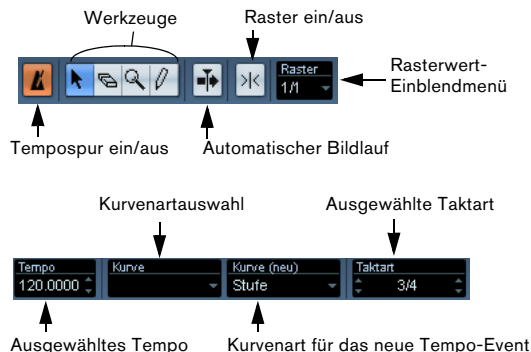 Werkzeuge
Raster ein/aus
Raster
1/1
Rasterwert-
Einblendmenü
Tempospur ein/aus
Automatischer Bildlauf
Kurvenartauswahl
Ausgewählte Taktart
Tempo
120.0000
Kurve
Kurve (neu)
Stufe
Taktart
3/4
Ausgewähltes Tempo
Kurvenart für das neue Tempo-Event